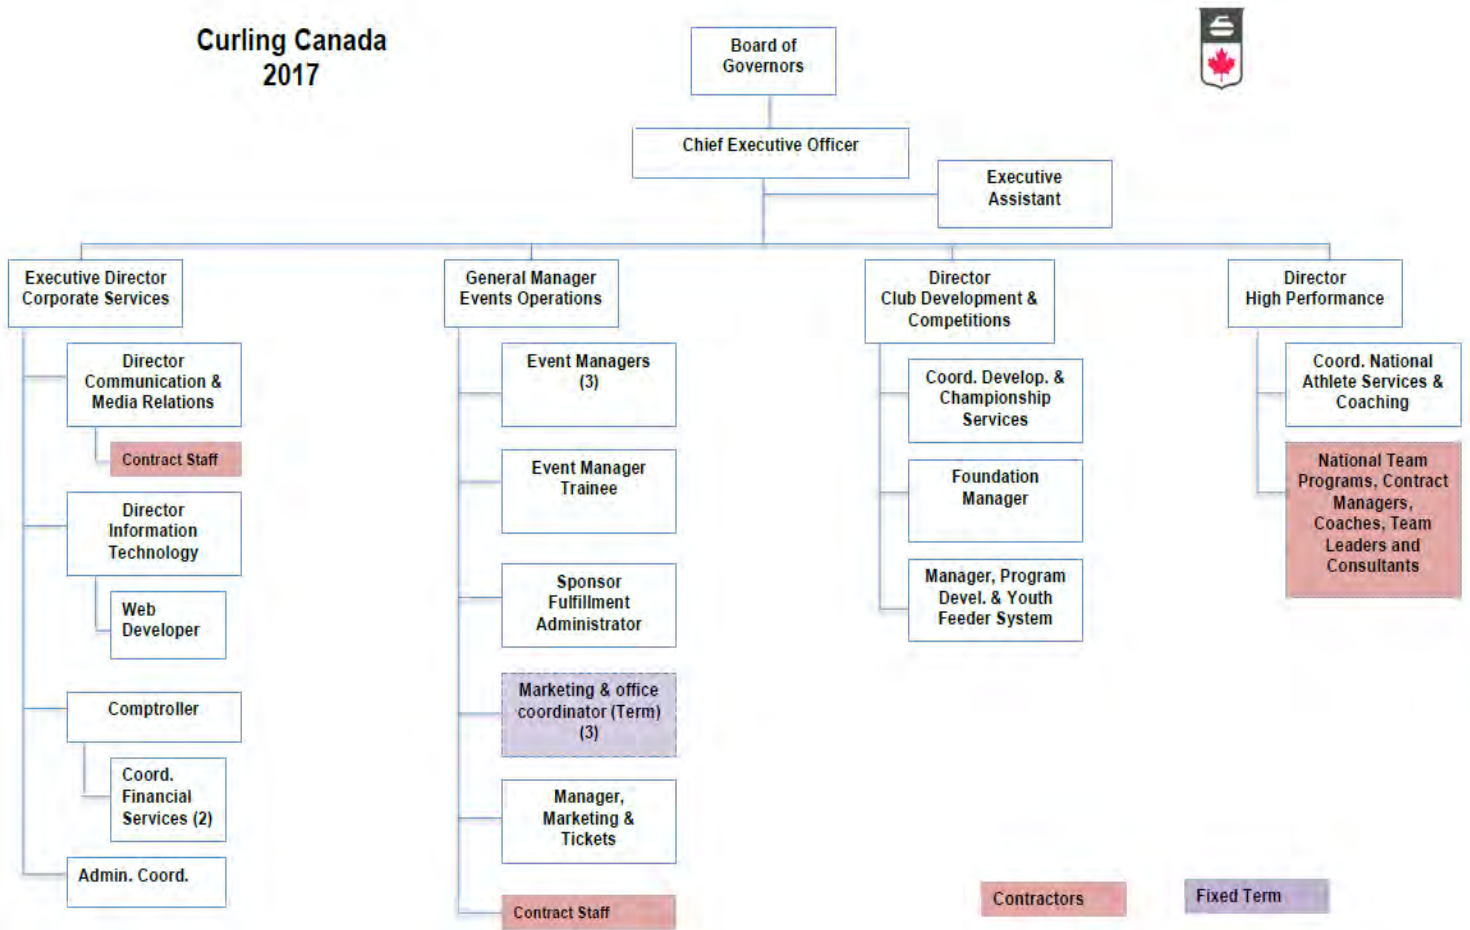 Curling Canada
2017
Board of
Governors
Chief Executive Officer
Executive
Assistant
Executive Director
Corporate Services
Director
Communication &
Media Relations
Contract Staff
Director
Information
Technology
Web
Developer
Comptroller
Coord.
Financial
Services (2)
Admin. Coord.
General Manager
Events Operations
Event Managers
(3)
Event Manager
Trainee
Sponsor
Fulfillment
Administrator
Marketing & office
coordinator (Term)
(3)
Manager,
Marketing &
Tickets
Contract Staff
Director
Club Development &
Competitions
Coord. Develop. &
Championship
Services
Foundation
Manager
Manager, Program
Devel. & Youth
Feeder System
Director
High Performance
Coord. National
Athlete Services &
Coaching
National Team
Programs, Contract
Managers,
Coaches, Team
Leaders and
Consultants
Contractors
Fixed Term